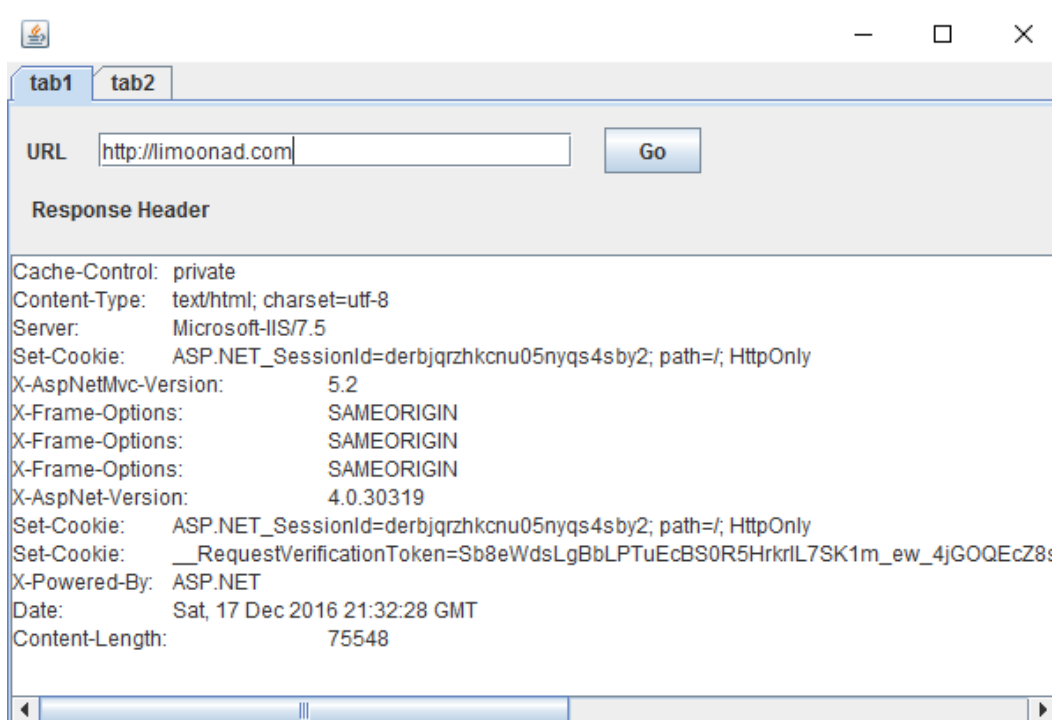 tab1 tab2
URL http://limoonad.com Go
Response Header
Cache-Control: private
Content-Type: text/html; charset=utf-8
Server: Microsoft-IIS/7.5
Set-Cookie: ASP.NET_SessionId=derbjqrzhkcnu05nyqs4sby2; path=/; HttpOnly
X-AspNetMvc-Version: 5.2
X-Frame-Options: SAMEORIGIN
X-Frame-Options: SAMEORIGIN
X-Frame-Options: SAMEORIGIN
X-AspNet-Version: 4.0.30319
Set-Cookie: ASP.NET_SessionId=derbjqrzhkcnu05nyqs4sby2; path=/; HttpOnly
Set-Cookie: __RequestVerificationToken=Sb8eWdsLgBbLPTuEcBS0R5HrkrlL7SK1m_ew_4jGOQEcZ8s
X-Powered-By: ASP.NET
Date: Sat, 17 Dec 2016 21:32:28 GMT
Content-Length: 75548